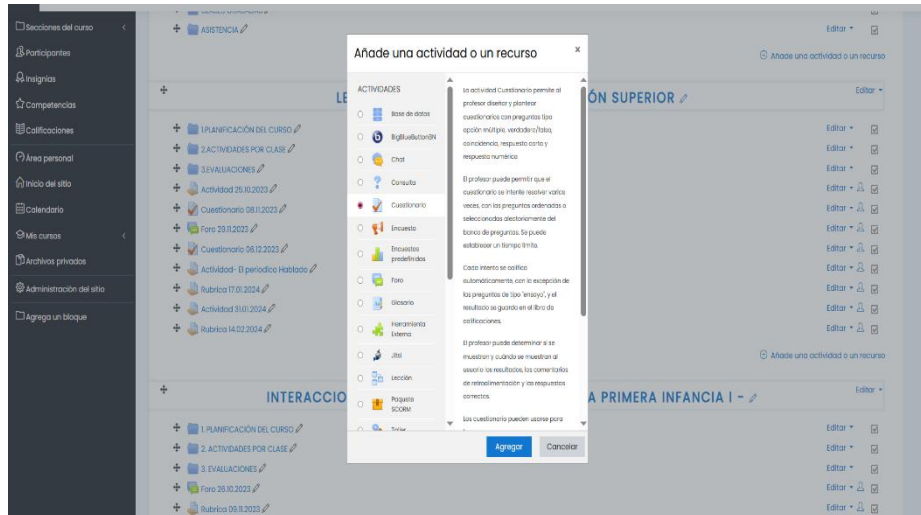 Secciones del curso
Participantes
Insignias
Competencias
Calificaciones
Área personal
Inicio del sitio
Calendario
Mis cursos
Archivos privados
Administración del sitio
Agrega un bloque
ASISTENCIA
Editar
Añade una actividad o un recurso
LE
ÓN SUPERIOR
Editar
1.PLANIFICACIÓN DEL CURSO
Editar
2.ACTIVIDADES POR CLASE
Editar
3.EVALUACIONES
Editar
Actividad 25.10.2023
Editar
Cuestionario 08.11.2023
Editar
Foro 29.11.2023
Editar
Cuestionario 06.12.2023
Editar
Actividad- El periodico Hablado
Editar
Rubrica 17.01.2024
Editar
Actividad 31.01.2024
Editar
Rubrica 14.02.2024
Editar
Añade una actividad o un recurso
INTERACCIO
A PRIMERA INFANCIA I -
Editar
1. PLANIFICACIÓN DEL CURSO
Editar
2. ACTIVIDADES POR CLASE
Editar
3. EVALUACIONES
Editar
Foro 26.10.2023
Editar
Rubrica 09.11.2023
Editar
Añade una actividad o un recurso
x
ACTIVIDADES
Base de datos
BigBlueButtonBN
Chat
Consulta
Cuestionario
Encuesta
Encuestas
predefinidas
Foro
Glosario
Herramienta
Externa
Jitsi
Lección
Paquete
SCORM
Taller
La actividad Cuestionario permite al
profesor diseñar y plantear
cuestionarios con preguntas tipo
opción múltiple, verdadero/falso,
coincidencia, respuesta corta y
respuesta numérica
El profesor puede permitir que el
cuestionario se intente resolver varias
veces, con las preguntas ordenadas o
seleccionadas aleatoriamente del
banco de preguntas. Se puede
establecer un tiempo límite.
Cada intento se califica
automáticamente, con la excepción de
las preguntas de tipo "ensayo", y el
resultado se guarda en el libro de
calificaciones.
El profesor puede determinar si se
muestran y cuándo se muestran al
usuario los resultados, los comentarios
de retroalimentación y las respuestas
correctas.
Los cuestionario pueden usarse para
Agregar
Cancelar